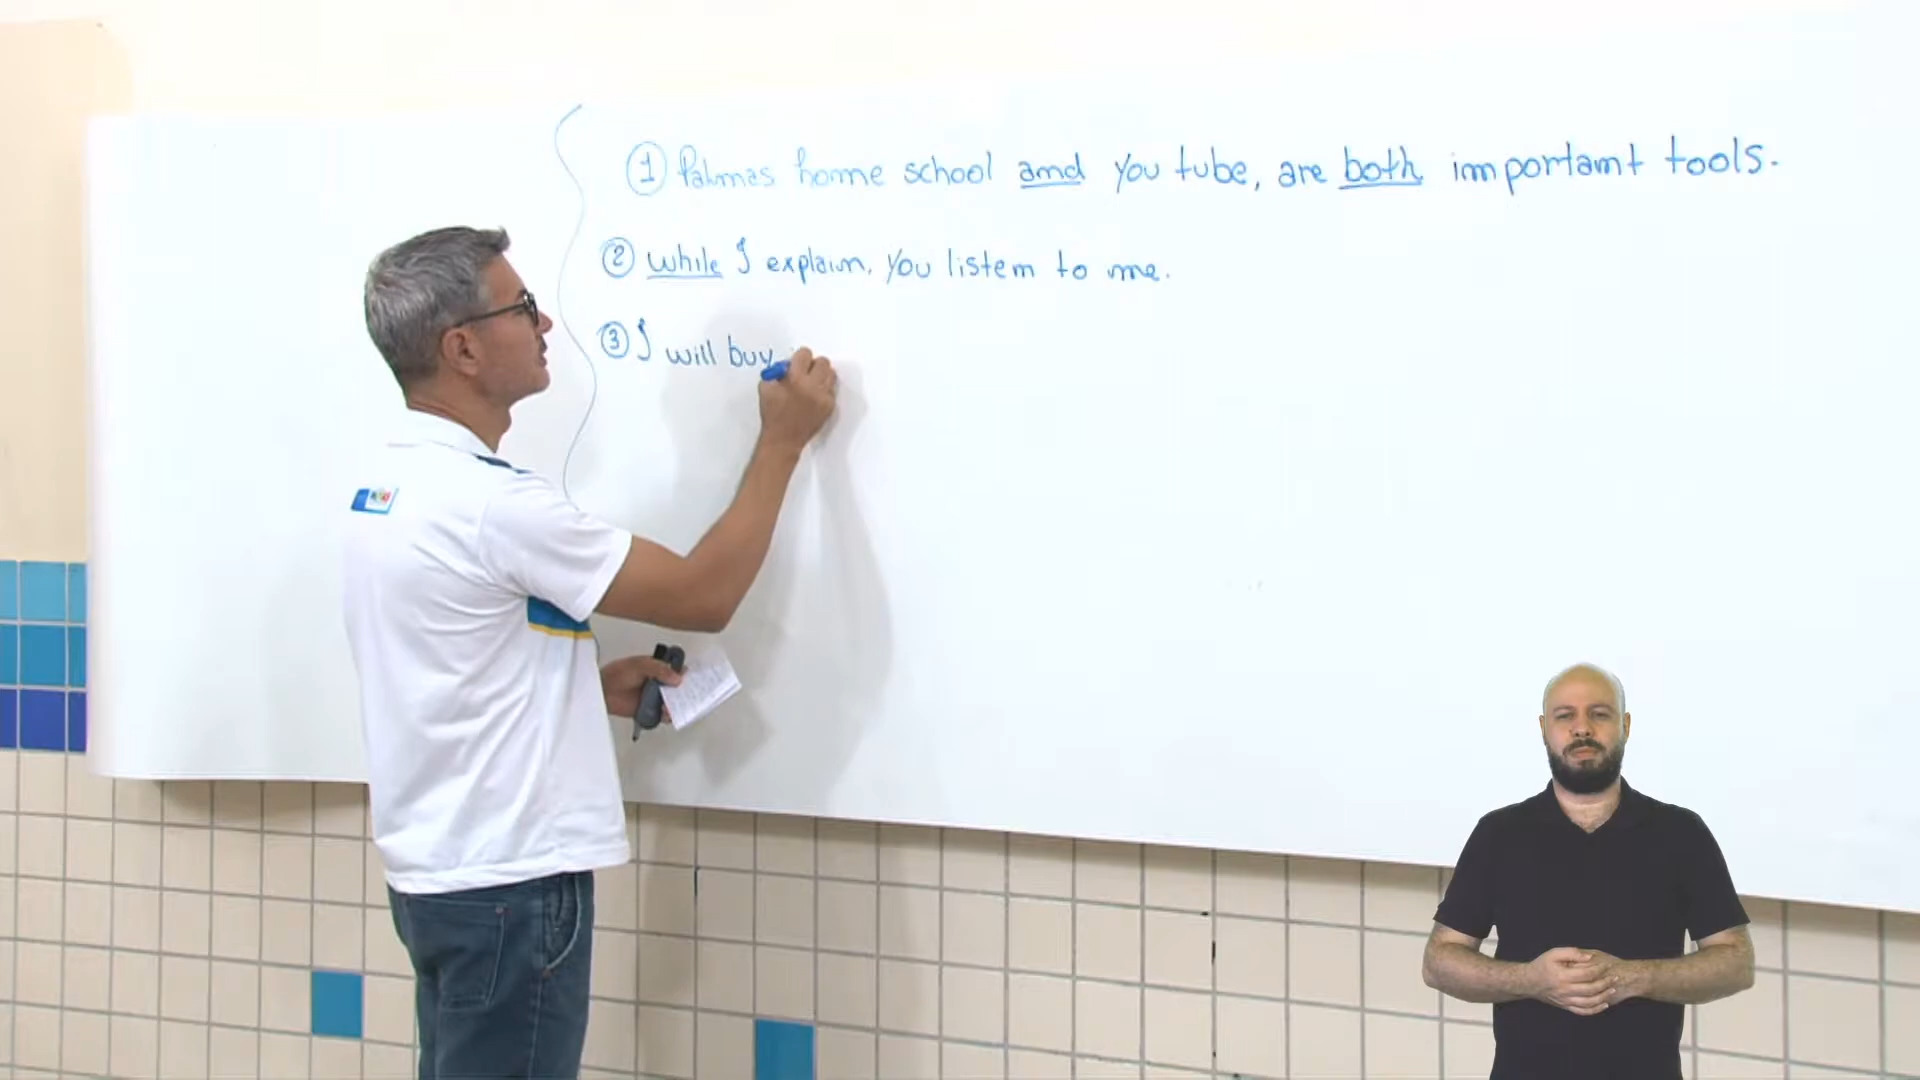 ① Palmas home school and you tube, are both important tools.
② while I explain, you listen to me.
③ I will buy